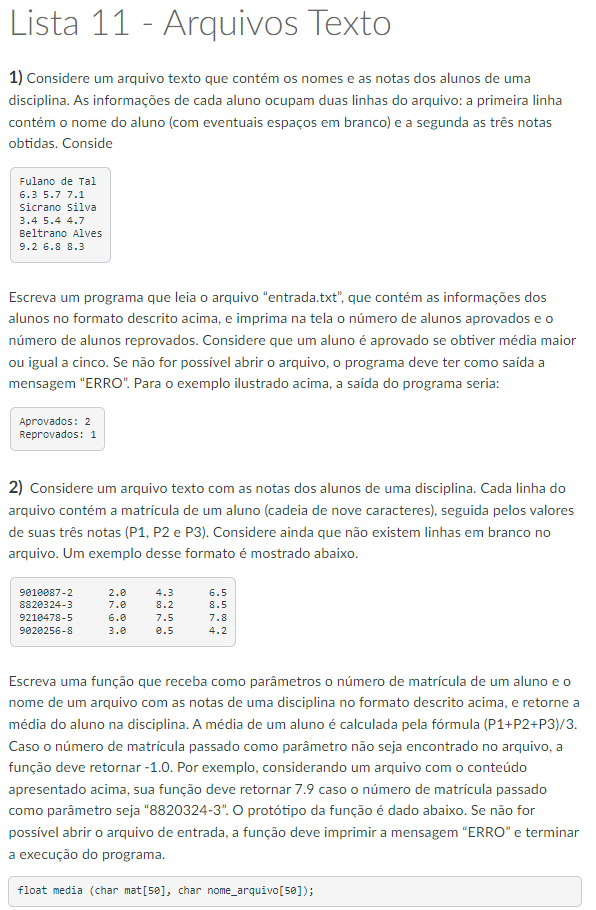 Lista 11 - Arquivos Texto
1) Considere um arquivo texto que contém os nomes e as notas dos alunos de uma
disciplina. As informações de cada aluno ocupam duas linhas do arquivo: a primeira linha
contém o nome do aluno (com eventuais espaços em branco) e a segunda as três notas
obtidas. Conside
Fulano de Tal
6.3 5.7 7.1
Sicrano Silva
3.4 5.4 4.7
Beltrano Alves
9.2 6.8 8.3
Escreva um programa que leia o arquivo “entrada.txt”, que contém as informações dos
alunos no formato descrito acima, e imprima na tela o número de alunos aprovados e o
número de alunos reprovados. Considere que um aluno é aprovado se obtiver média maior
ou igual a cinco. Se não for possível abrir o arquivo, o programa deve ter como saída a
mensagem “ERRO”. Para o exemplo ilustrado acima, a saída do programa seria:
Aprovados: 2
Reprovados: 1
2) Considere um arquivo texto com as notas dos alunos de uma disciplina. Cada linha do
arquivo contém a matrícula de um aluno (cadeia de nove caracteres), seguida pelos valores
de suas três notas (P1, P2 e P3). Considere ainda que não existem linhas em branco no
arquivo. Um exemplo desse formato é mostrado abaixo.
9010087-2 2.0 4.3 6.5
8820324-3 7.0 8.2 8.5
9210478-5 6.0 7.5 7.8
9020256-8 3.0 0.5 4.2
Escreva uma função que receba como parâmetros o número de matrícula de um aluno e o
nome de um arquivo com as notas de uma disciplina no formato descrito acima, e retorne a
média do aluno na disciplina. A média de um aluno é calculada pela fórmula (P1+P2+P3)/3.
Caso o número de matrícula passado como parâmetro não seja encontrado no arquivo, a
função deve retornar -1.0. Por exemplo, considerando um arquivo com o conteúdo
apresentado acima, sua função deve retornar 7.9 caso o número de matrícula passado
como parâmetro seja “8820324-3”. O protótipo da função é dado abaixo. Se não for
possível abrir o arquivo de entrada, a função deve imprimir a mensagem “ERRO” e terminar
a execução do programa.
float media (char mat[50], char nome_arquivo[50]);